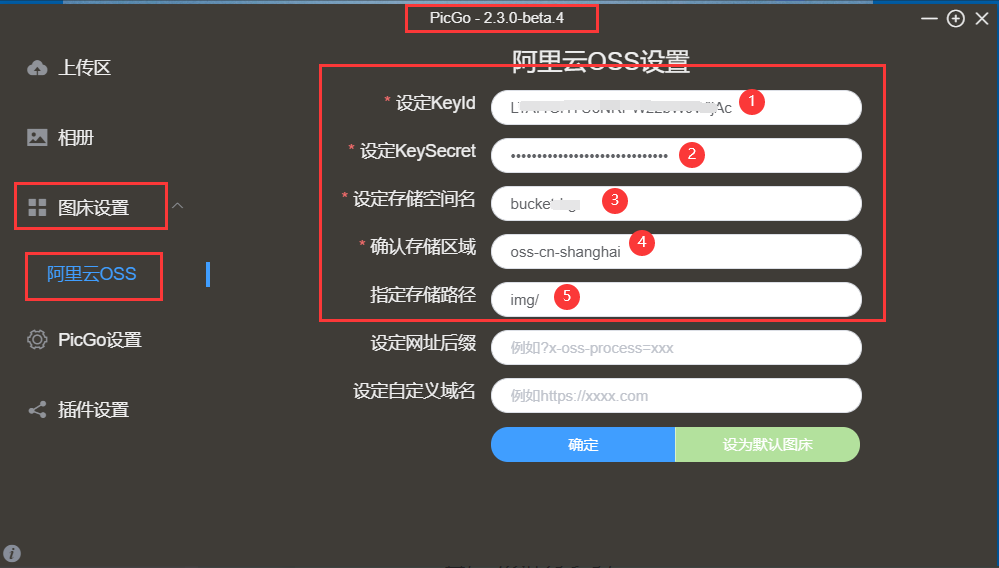 PicGo - 2.3.0-beta.4
上传区
相册
图床设置
阿里云OSS
PicGo设置
插件设置
阿里云OSS设置
* 设定KeyId
1
* 设定KeySecret
••••••••••••••••••••••••••••••
2
* 设定存储空间名
3
* 确认存储区域
oss-cn-shanghai
4
指定存储路径
img/
5
设定网址后缀
例如?x-oss-process=xxx
设定自定义域名
例如https://xxxx.com
确定
设为默认图床